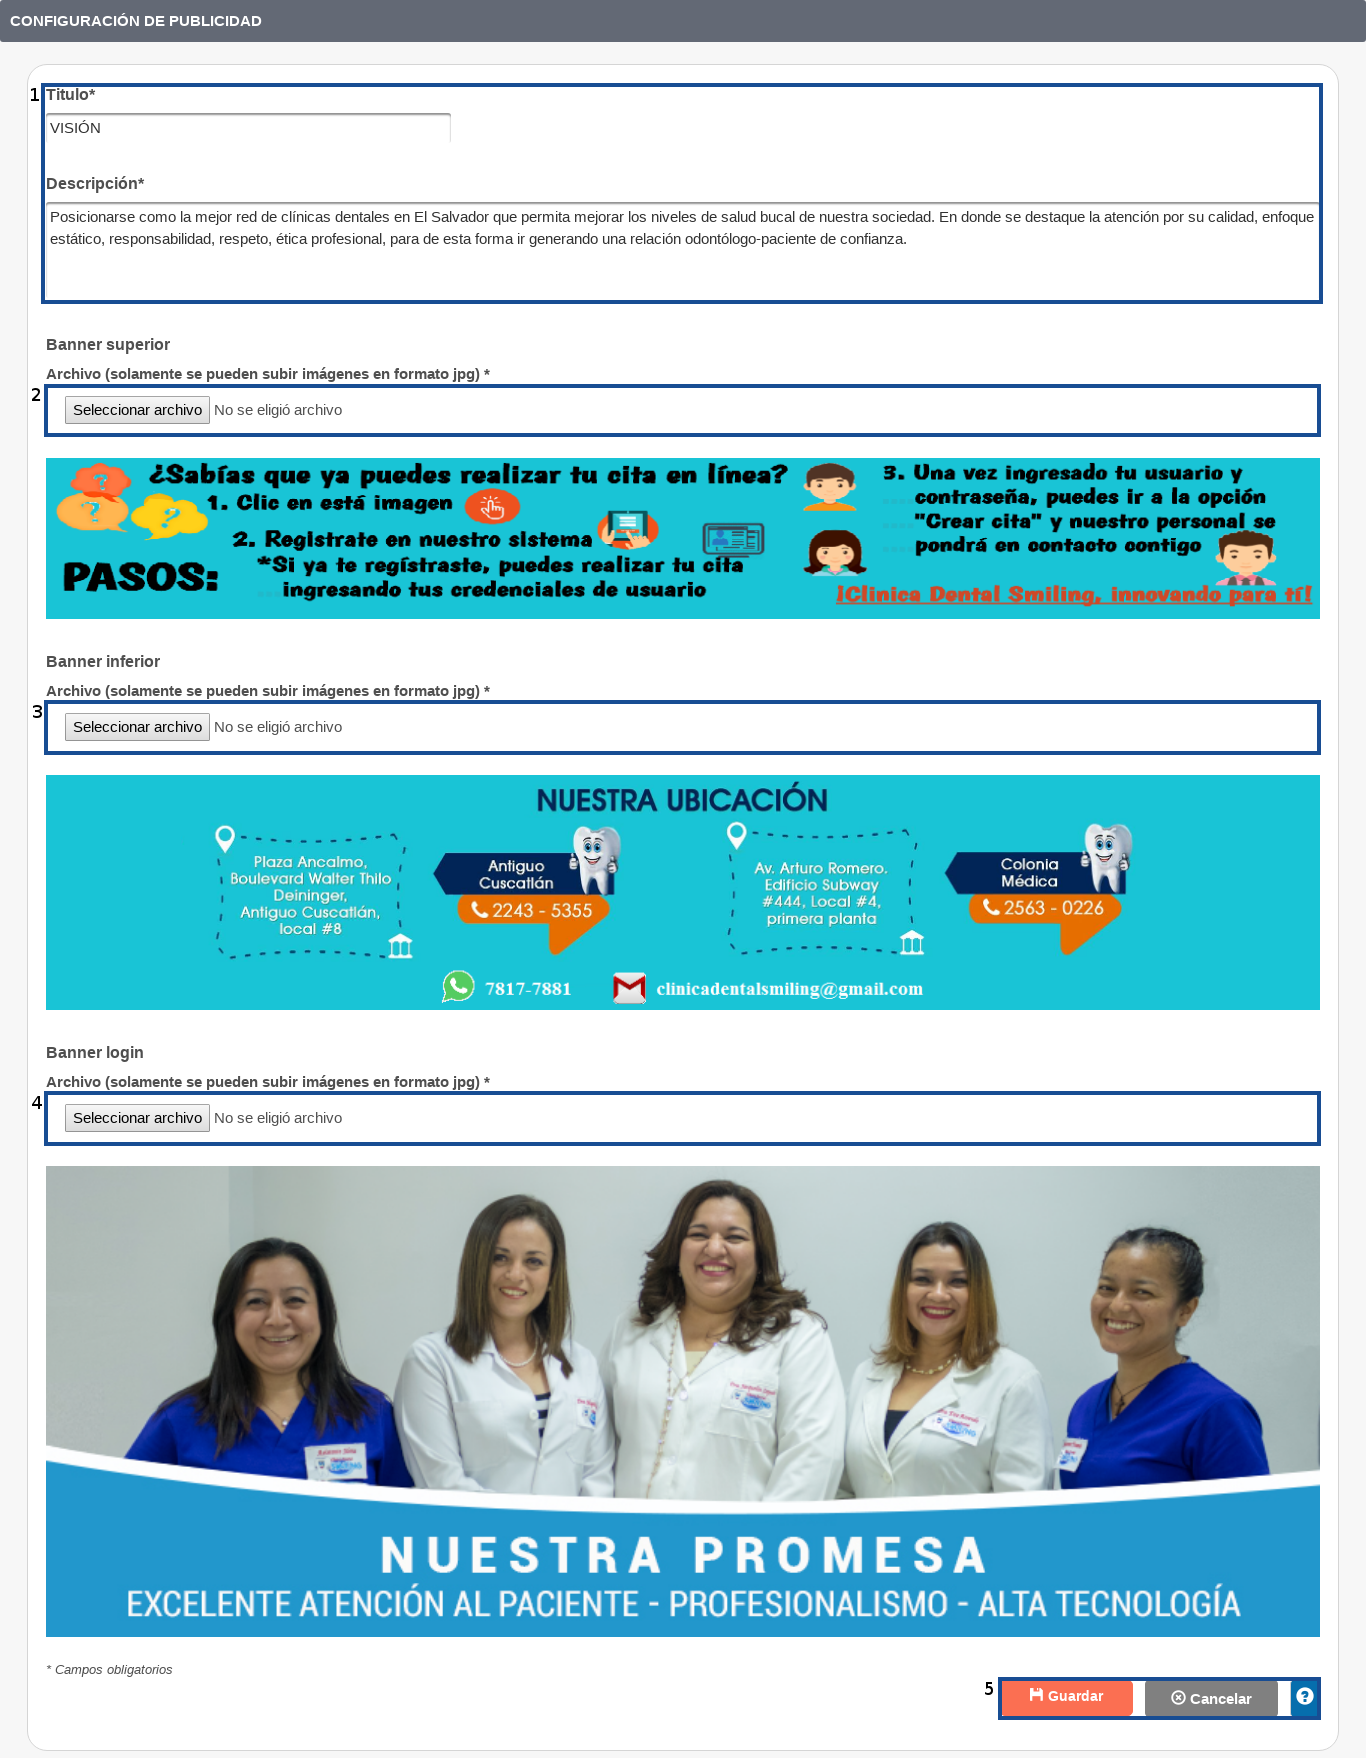 CONFIGURACIÓN DE PUBLICIDAD
1
Titulo*
VISIÓN
Descripción*
Posicionarse como la mejor red de clínicas dentales en El Salvador que permita mejorar los niveles de salud bucal de nuestra sociedad. En donde se destaque la atención por su calidad, enfoque
estático, responsabilidad, respeto, ética profesional, para de esta forma ir generando una relación odontólogo-paciente de confianza.
Banner superior
Archivo (solamente se pueden subir imágenes en formato jpg) *
2
Seleccionar archivo No se eligió archivo
¿Sabías que ya puedes realizar tu cita en línea?
1. Clic en está imagen
2. Registrate en nuestro sistema
*Si ya te regístraste, puedes realizar tu cita
ingresando tus credenciales de usuario
PASOS:
3. Una vez ingresado tu usuario y
contraseña, puedes ir a la opción
"Crear cita" y nuestro personal se
pondrá en contacto contigo
¡Clinica Dental Smiling, innovando para tí!
Banner inferior
Archivo (solamente se pueden subir imágenes en formato jpg) *
3
Seleccionar archivo No se eligió archivo
NUESTRA UBICACIÓN
Plaza Ancalmo,
Boulevard Walter Thilo
Deininger,
Antiguo Cuscatlán,
local #8
Antiguo
Cuscatlán
2243 - 5355
Av. Arturo Romero.
Edificio Subway
#444, Local #4,
primera planta
Colonia
Médica
2563 - 0226
7817-7881
clinicadentalsmiling@gmail.com
Banner login
Archivo (solamente se pueden subir imágenes en formato jpg) *
4
Seleccionar archivo No se eligió archivo
NUESTRA PROMESA
EXCELENTE ATENCIÓN AL PACIENTE - PROFESIONALISMO - ALTA TECNOLOGÍA
* Campos obligatorios
5
Guardar
Cancelar